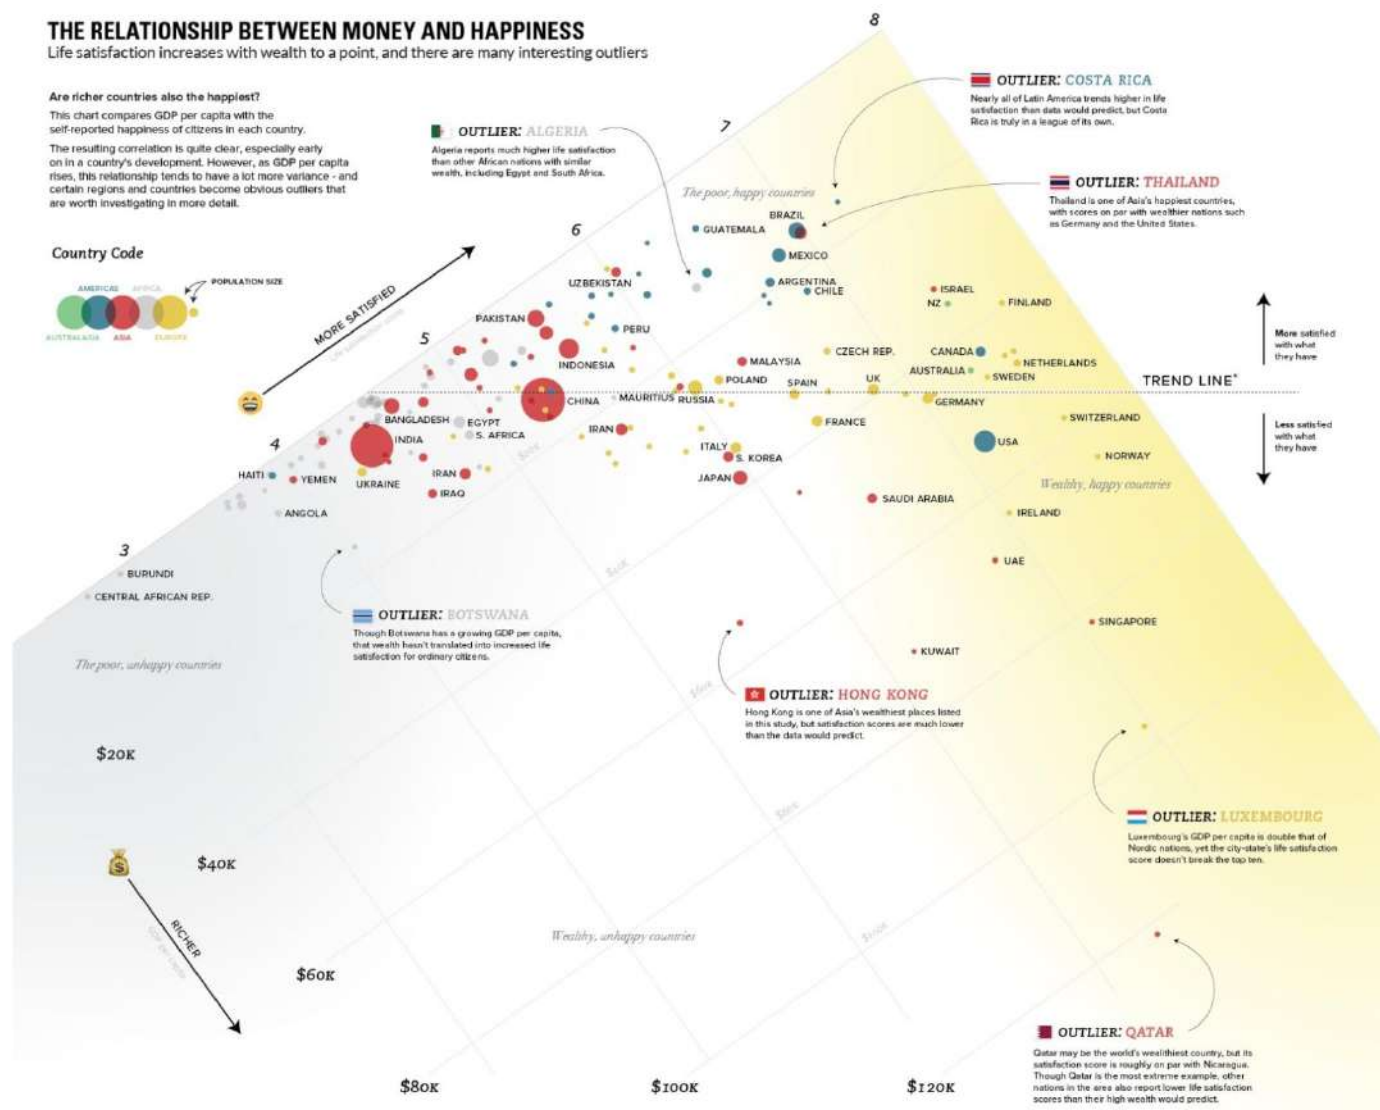 THE RELATIONSHIP BETWEEN MONEY AND HAPPINESS
Life satisfaction increases with wealth to a point, and there are many interesting outliers
Are richer countries also the happiest?
This chart compares GDP per capita with the
self-reported happiness of citizens in each country.
The resulting correlation is quite clear, especially early
on in a country's development. However, as GDP per capita
rises, this relationship tends to have a lot more variance - and
certain regions and countries become obvious outliers that
are worth investigating in more detail.
Country Code
POPULATION SIZE
AMERICAS
AFRICA
AUSTRALASIA
ASIA
EUROPE
MORE SATISFIED
8
7
6
5
4
3
OUTLIER: ALGERIA
Algeria reports much higher life satisfaction
than other African nations with similar
wealth, including Egypt and South Africa.
OUTLIER: COSTA RICA
Nearly all of Latin America trends higher in life
satisfaction than data would predict, but Costa
Rica is truly in a league of its own.
OUTLIER: THAILAND
Thailand is one of Asia's happiest countries,
with scores on par with wealthier nations such
as Germany and the United States.
The poor, happy countries
BRAZIL
GUATEMALA
MEXICO
UZBEKISTAN
ARGENTINA
CHILE
ISRAEL
NZ
FINLAND
PAKISTAN
PERU
INDONESIA
MALAYSIA
CZECH REP.
CANADA
NETHERLANDS
AUSTRALIA
SWEDEN
POLAND
SPAIN
UK
More satisfied
with what
they have
TREND LINE*
CHINA
MAURITIUS
RUSSIA
GERMANY
BANGLADESH
EGYPT
SWITZERLAND
FRANCE
Less satisfied
with what
they have
INDIA
S. AFRICA
IRAN
USA
ITALY
S. KOREA
NORWAY
HAITI
YEMEN
UKRAINE
IRAN
JAPAN
Wealthy, happy countries
IRAQ
SAUDI ARABIA
ANGOLA
IRELAND
UAE
BURUNDI
CENTRAL AFRICAN REP.
SINGAPORE
KUWAIT
OUTLIER: BOTSWANA
Though Botswana has a growing GDP per capita,
that wealth hasn't translated into increased life
satisfaction for ordinary citizens.
The poor, unhappy countries
OUTLIER: HONG KONG
Hong Kong is one of Asia's wealthiest places listed
in this study, but satisfaction scores are much lower
than the data would predict.
OUTLIER: LUXEMBOURG
Luxembourg's GDP per capita is double that of
Nordic nations, yet the city-state's life satisfaction
score doesn't break the top ten.
$20K
$40K
$60K
$80K
$100K
$120K
RICHER
$20K
$40K
$60K
$80K
$100K
Wealthy, unhappy countries
OUTLIER: QATAR
Qatar may be the world's wealthiest country, but its
satisfaction score is roughly on par with Nicaragua.
Though Qatar is the most extreme example, other
nations in the area also report lower life satisfaction
scores than their high wealth would predict.